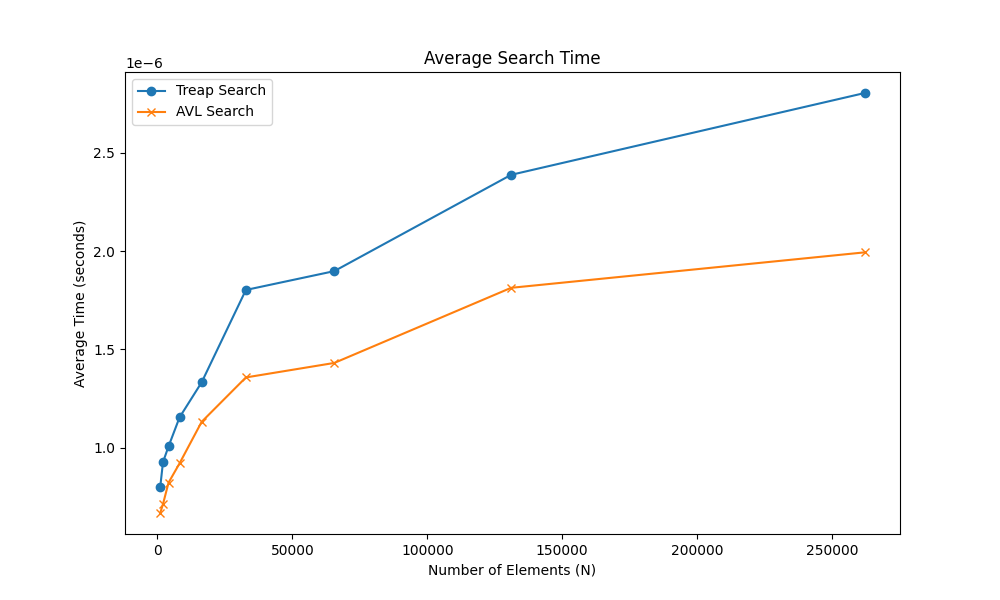 Average Search Time
1e−6
Treap Search
AVL Search
2.5
2.0
1.5
1.0
Average Time (seconds)
0 50000 100000 150000 200000 250000
Number of Elements (N)